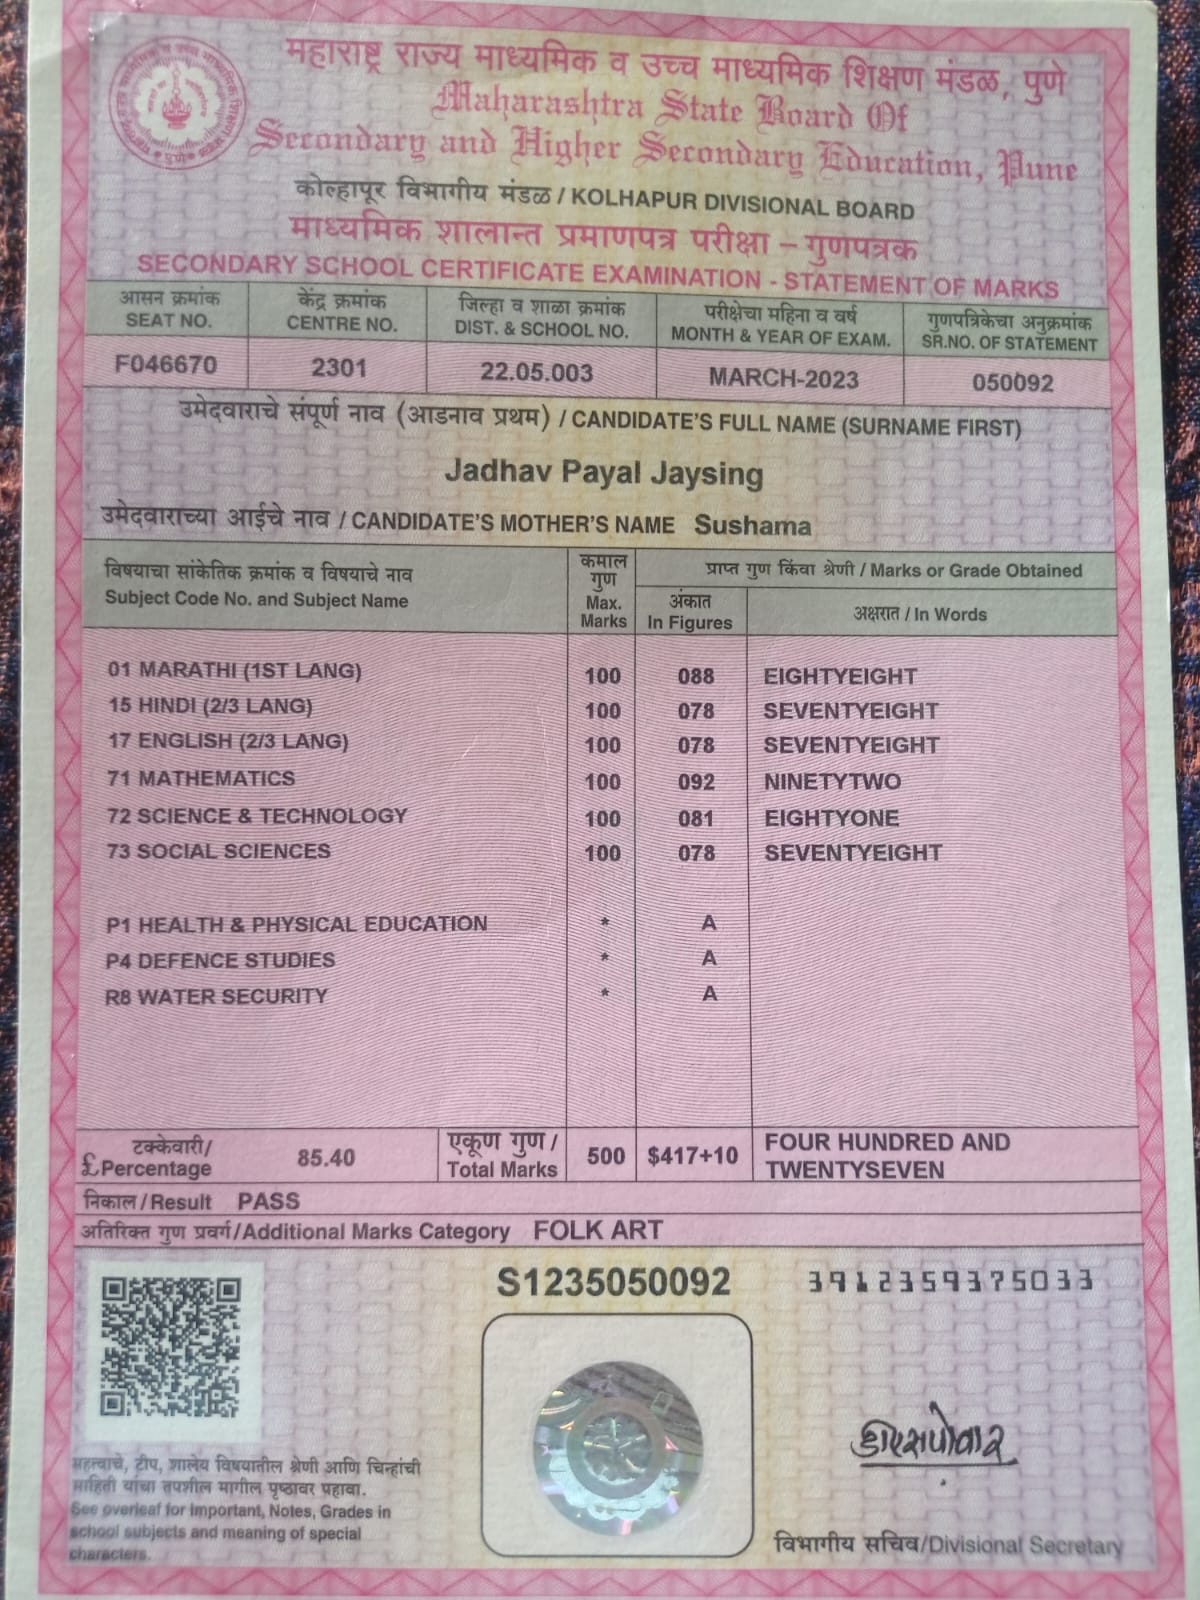 महाराष्ट्र राज्य माध्यमिक व उच्च माध्यमिक शिक्षण मंडळ, पुणे
Maharashtra State Board Of
Secondary and Higher Secondary Education, Pune
कोल्हापूर विभागीय मंडळ / KOLHAPUR DIVISIONAL BOARD
माध्यमिक शालान्त प्रमाणपत्र परीक्षा – गुणपत्रक
SECONDARY SCHOOL CERTIFICATE EXAMINATION - STATEMENT OF MARKS
आसन क्रमांक केंद्र क्रमांक जिल्हा व शाळा क्रमांक परीक्षेचा महिना व वर्ष गुणपत्रिकेचा अनुक्रमांक
SEAT NO. CENTRE NO. DIST. & SCHOOL NO. MONTH & YEAR OF EXAM. SR.NO. OF STATEMENT
F046670 2301 22.05.003 MARCH-2023 050092
उमेदवाराचे संपूर्ण नाव (आडनाव प्रथम) / CANDIDATE'S FULL NAME (SURNAME FIRST)
Jadhav Payal Jaysing
उमेदवाराच्या आईचे नाव / CANDIDATE'S MOTHER'S NAME Sushama
विषयाचा सांकेतिक क्रमांक व विषयाचे नाव
Subject Code No. and Subject Name
कमाल
गुण
Max.
Marks
प्राप्त गुण किंवा श्रेणी / Marks or Grade Obtained
अंकात
In Figures
अक्षरात / In Words
01 MARATHI (1ST LANG) 100 088 EIGHTYEIGHT
15 HINDI (2/3 LANG) 100 078 SEVENTYEIGHT
17 ENGLISH (2/3 LANG) 100 078 SEVENTYEIGHT
71 MATHEMATICS 100 092 NINETYTWO
72 SCIENCE & TECHNOLOGY 100 081 EIGHTYONE
73 SOCIAL SCIENCES 100 078 SEVENTYEIGHT
P1 HEALTH & PHYSICAL EDUCATION * A
P4 DEFENCE STUDIES * A
R8 WATER SECURITY * A
टक्केवारी/
£ Percentage
85.40
एकूण गुण /
Total Marks
500 $417+10
FOUR HUNDRED AND
TWENTYSEVEN
निकाल/Result PASS
अतिरिक्त गुण प्रवर्ग/Additional Marks Category FOLK ART
S1235050092 3912359375033
महत्त्वाचे, टीप, शालेय विषयातील श्रेणी आणि चिन्हांची
माहिती यांचा तपशील मागील पृष्ठावर पहावा.
See overleaf for Important, Notes, Grades in
school subjects and meaning of special
characters.
विभागीय सचिव/Divisional Secretary